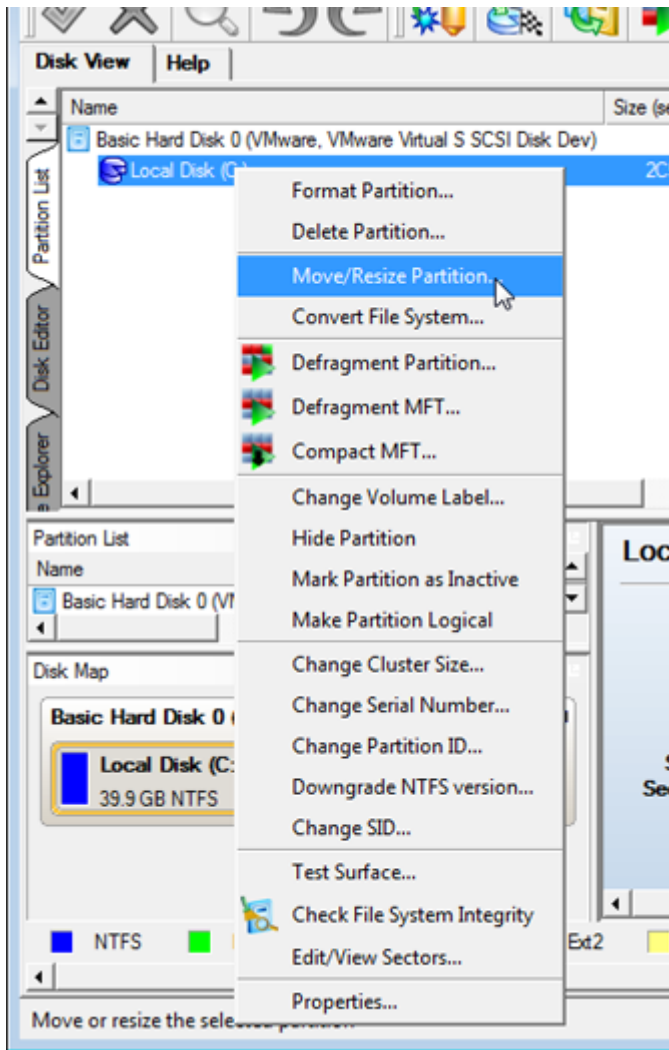 Disk View
Help
Name
Size (se
Basic Hard Disk 0 (VMware, VMware Virtual S SCSI Disk Dev)
Local Disk (C:)
2C
Partition List
Disk Editor
e Explorer
Format Partition...
Delete Partition...
Move/Resize Partition...
Convert File System...
Defragment Partition...
Defragment MFT...
Compact MFT...
Change Volume Label...
Hide Partition
Mark Partition as Inactive
Make Partition Logical
Change Cluster Size...
Change Serial Number...
Change Partition ID...
Downgrade NTFS version...
Change SID...
Test Surface...
Check File System Integrity
Edit/View Sectors...
Properties...
Partition List
Name
Basic Hard Disk 0 (VM
Loc
Disk Map
Basic Hard Disk 0 (
Local Disk (C:
39.9 GB NTFS
S
Sec
NTFS
Ext2
Move or resize the selected partition